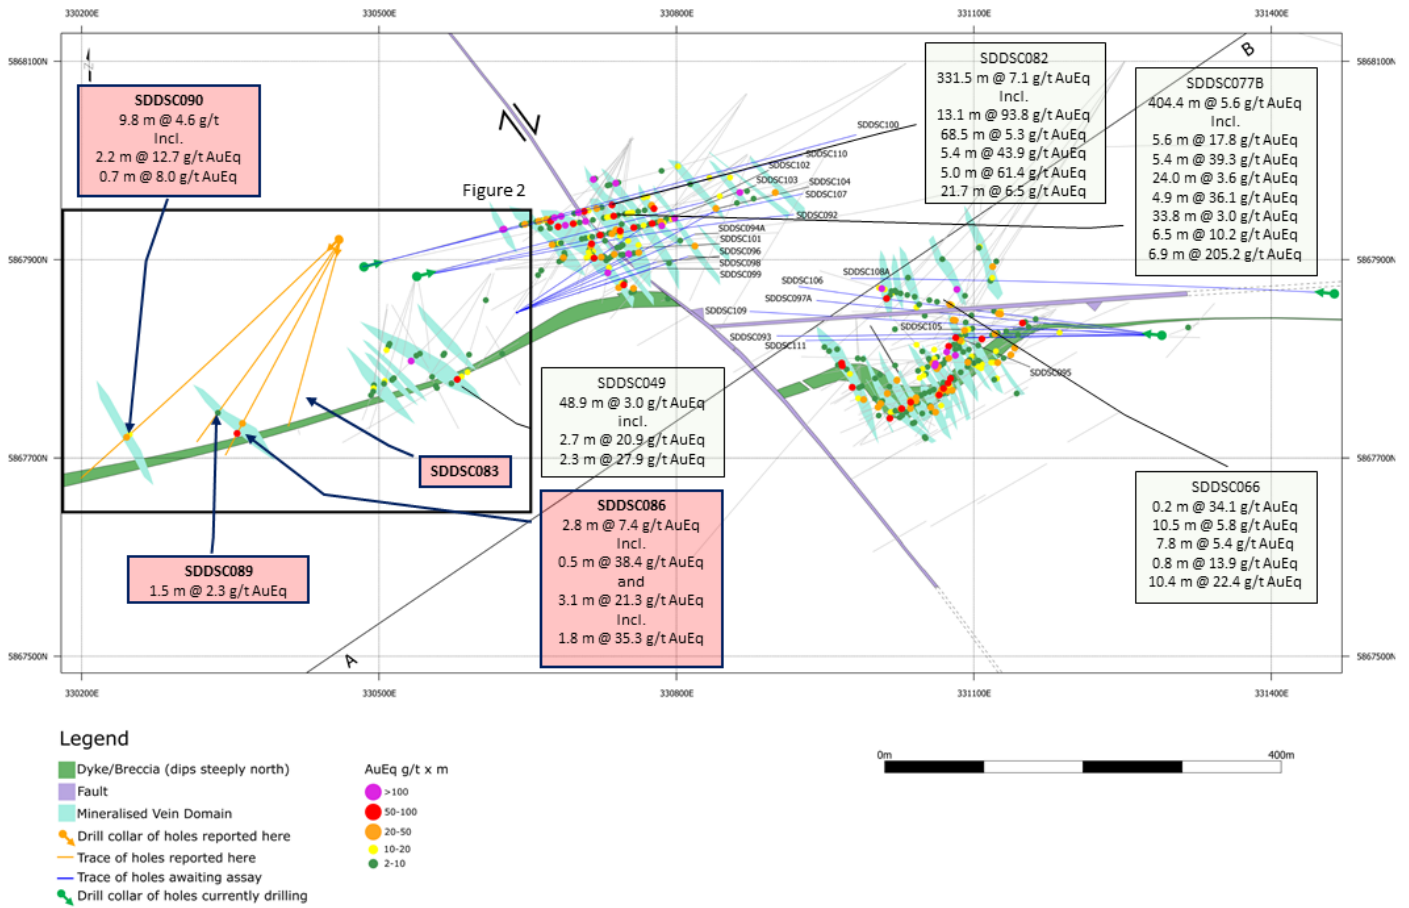 330200E
330500E
330800E
331100E
331400E
5868100N
5868100N
5867900N
5867900N
5867700N
5867700N
5867500N
5867500N
SDDSC090
9.8 m @ 4.6 g/t
Incl.
2.2 m @ 12.7 g/t AuEq
0.7 m @ 8.0 g/t AuEq
Figure 2
SDDSC082
331.5 m @ 7.1 g/t AuEq
Incl.
13.1 m @ 93.8 g/t AuEq
68.5 m @ 5.3 g/t AuEq
5.4 m @ 43.9 g/t AuEq
5.0 m @ 61.4 g/t AuEq
21.7 m @ 6.5 g/t AuEq
B
SDDSC077B
404.4 m @ 5.6 g/t AuEq
Incl.
5.6 m @ 17.8 g/t AuEq
5.4 m @ 39.3 g/t AuEq
24.0 m @ 3.6 g/t AuEq
4.9 m @ 36.1 g/t AuEq
33.8 m @ 3.0 g/t AuEq
6.5 m @ 10.2 g/t AuEq
6.9 m @ 205.2 g/t AuEq
SDDSC100
SDDSC110
SDDSC102
SDDSC103
SDDSC104
SDDSC107
SDDSC092
SDDSC094A
SDDSC101
SDDSC096
SDDSC098
SDDSC099
SDDSC108A
SDDSC106
SDDSC097A
SDDSC109
SDDSC105
SDDSC093
SDDSC111
SDDSC095
SDDSC049
48.9 m @ 3.0 g/t AuEq
incl.
2.7 m @ 20.9 g/t AuEq
2.3 m @ 27.9 g/t AuEq
SDDSC083
SDDSC086
2.8 m @ 7.4 g/t AuEq
Incl.
0.5 m @ 38.4 g/t AuEq
and
3.1 m @ 21.3 g/t AuEq
Incl.
1.8 m @ 35.3 g/t AuEq
SDDSC066
0.2 m @ 34.1 g/t AuEq
10.5 m @ 5.8 g/t AuEq
7.8 m @ 5.4 g/t AuEq
0.8 m @ 13.9 g/t AuEq
10.4 m @ 22.4 g/t AuEq
SDDSC089
1.5 m @ 2.3 g/t AuEq
A
330200E
330500E
330800E
331100E
331400E
Legend
Dyke/Breccia (dips steeply north)
Fault
Mineralised Vein Domain
Drill collar of holes reported here
Trace of holes reported here
Trace of holes awaiting assay
Drill collar of holes currently drilling
AuEq g/t x m
>100
50-100
20-50
10-20
2-10
0m
400m